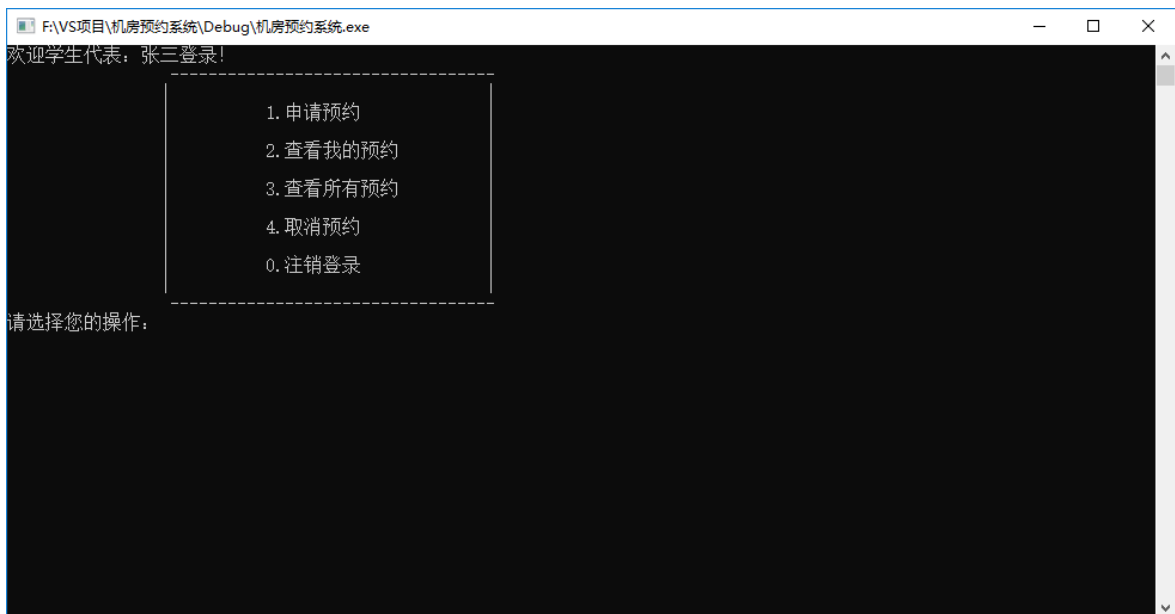 F:\VS项目\机房预约系统\Debug\机房预约系统.exe
欢迎学生代表：张三登录！
1.申请预约
2.查看我的预约
3.查看所有预约
4.取消预约
0.注销登录
请选择您的操作：